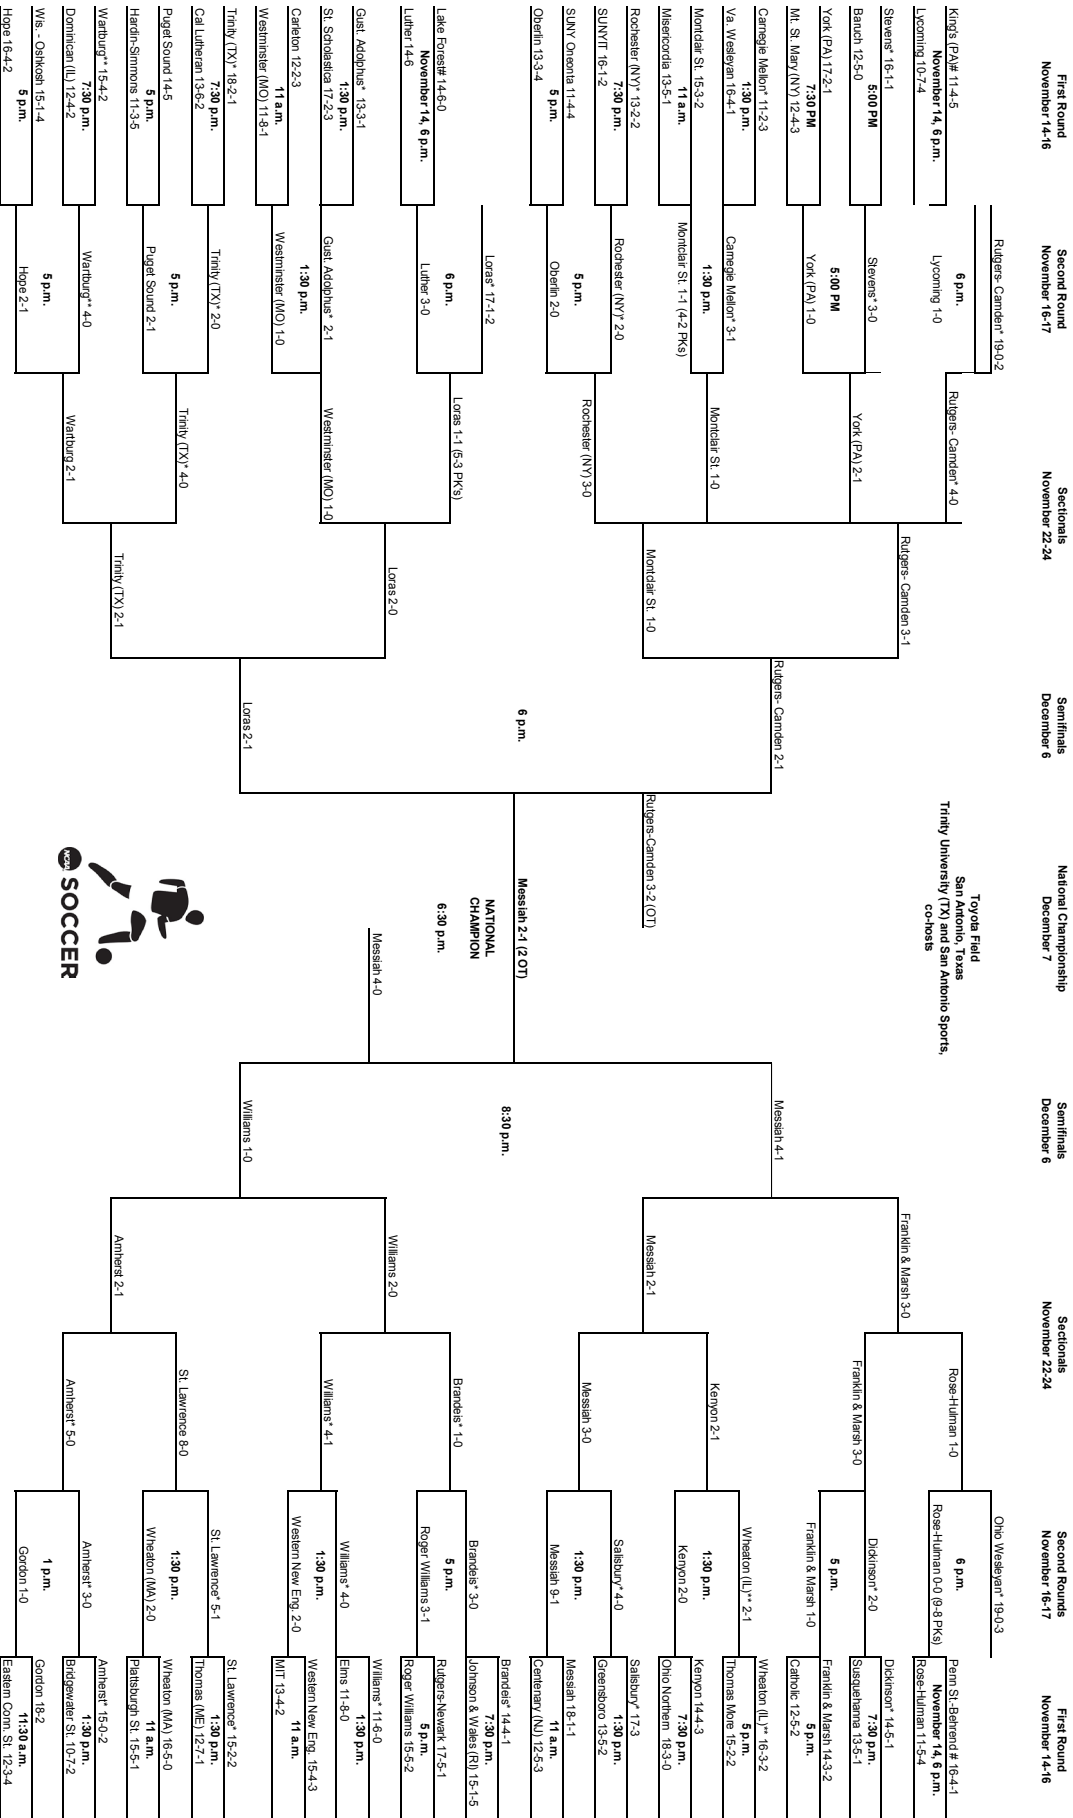 First Round
November 14-16
Second Round
November 16-17
Sectionals
November 22-24
Semifinals
December 6
National Championship
December 7
Semifinals
December 6
Sectionals
November 22-24
Second Rounds
November 16-17
First Round
November 14-16
Toyota Field
San Antonio, Texas
Trinity University (TX) and San Antonio Sports,
co-hosts
King's (PA)# 11-4-5
November 14, 6 p.m.
Lycoming 10-7-4
Stevens* 16-1-1
5:00 PM
Baruch 12-5-0
York (PA) 17-2-1
7:30 PM
Mt. St. Mary (NY) 12-4-3
Carnegie Mellon* 11-2-3
1:30 p.m.
Va. Wesleyan 16-4-1
Montclair St. 15-3-2
11 a.m.
Misericordia 13-5-1
Rochester (NY)* 13-2-2
7:30 p.m.
SUNYIT 16-1-2
SUNY Oneonta 11-4-4
5 p.m.
Oberlin 13-3-4
Lake Forest# 14-6-0
November 14, 6 p.m.
Luther 14-6
Gust. Adolphus* 13-3-1
1:30 p.m.
St. Scholastica 17-2-3
Carleton 12-2-3
11 a.m.
Westminster (MO) 11-8-1
Trinity (TX)* 18-2-1
7:30 p.m.
Cal Lutheran 13-6-2
Puget Sound 14-5
5 p.m.
Hardin-Simmons 11-3-5
Wartburg** 15-4-2
7:30 p.m.
Dominican (IL) 12-4-2
Wis. - Oshkosh 15-1-4
5 p.m.
Hope 16-4-2
Rutgers- Camden* 19-0-2
6 p.m.
Lycoming 1-0
Stevens* 3-0
5:00 PM
York (PA) 1-0
Carnegie Mellon* 3-1
1:30 p.m.
Montclair St. 1-1 (4-2 PKs)
Rochester (NY)* 2-0
5 p.m.
Oberlin 2-0
Loras* 17-1-2
6 p.m.
Luther 3-0
Gust. Adolphus* 2-1
1:30 p.m.
Westminster (MO) 1-0
Trinity (TX)* 2-0
5 p.m.
Puget Sound 2-1
Wartburg** 4-0
5 p.m.
Hope 2-1
Rutgers- Camden* 4-0
York (PA) 2-1
Montclair St. 1-0
Rochester (NY) 3-0
Loras 1-1 (5-3 PK's)
Westminster (MO) 1-0
Trinity (TX)* 4-0
Wartburg 2-1
Rutgers- Camden 3-1
Montclair St. 1-0
Loras 2-0
Trinity (TX) 2-1
Rutgers- Camden 2-1
6 p.m.
Loras 2-1
Rutgers-Camden 3-2 (OT)
Messiah 2-1 (2 OT)
NATIONAL
CHAMPION
6:30 p.m.
Messiah 4-0
NCAA
SOCCER
Messiah 4-1
8:30 p.m.
Williams 1-0
Franklin & Marsh 3-0
Messiah 2-1
Williams 2-0
Amherst 2-1
Rose-Hulman 1-0
Franklin & Marsh 3-0
Kenyon 2-1
Messiah 3-0
Brandeis* 1-0
Williams* 4-1
St. Lawrence 8-0
Amherst* 5-0
Ohio Wesleyan* 19-0-3
6 p.m.
Rose-Hulman 0-0 (9-8 PKs)
Dickinson* 2-0
5 p.m.
Franklin & Marsh 1-0
Wheaton (IL)** 2-1
1:30 p.m.
Kenyon 2-0
Salisbury* 4-0
1:30 p.m.
Messiah 9-1
Brandeis* 3-0
5 p.m.
Roger Williams 3-1
Williams* 4-0
1:30 p.m.
Western New Eng. 2-0
St. Lawrence* 5-1
1:30 p.m.
Wheaton (MA) 2-0
Amherst* 3-0
1 p.m.
Gordon 1-0
Penn St.-Behrend # 16-4-1
November 14, 6 p.m.
Rose-Hulman 11-5-4
Dickinson* 14-5-1
7:30 p.m.
Susquehanna 13-5-1
Franklin & Marsh 14-3-2
5 p.m.
Catholic 12-5-2
Wheaton (IL)** 16-3-2
5 p.m.
Thomas More 15-2-2
Kenyon 14-4-3
7:30 p.m.
Ohio Northern 18-3-0
Salisbury* 17-3
1:30 p.m.
Greensboro 13-5-2
Messiah 18-1-1
11 a.m.
Centenary (NJ) 12-5-3
Brandeis* 14-4-1
7:30 p.m.
Johnson & Wales (RI) 15-1-5
Rutgers-Newark 17-5-1
5 p.m.
Roger Williams 15-5-2
Williams* 11-6-0
1:30 p.m.
Elms 11-8-0
Western New Eng. 15-4-3
11 a.m.
MIT 13-4-2
St. Lawrence* 15-2-2
1:30 p.m.
Thomas (ME) 12-7-1
Wheaton (MA) 16-5-0
11 a.m.
Plattsburgh St. 15-5-1
Amherst* 15-0-2
1:30 p.m.
Bridgewater St. 10-7-2
Gordon 18-2
11:30 a.m.
Eastern Conn. St. 12-3-4